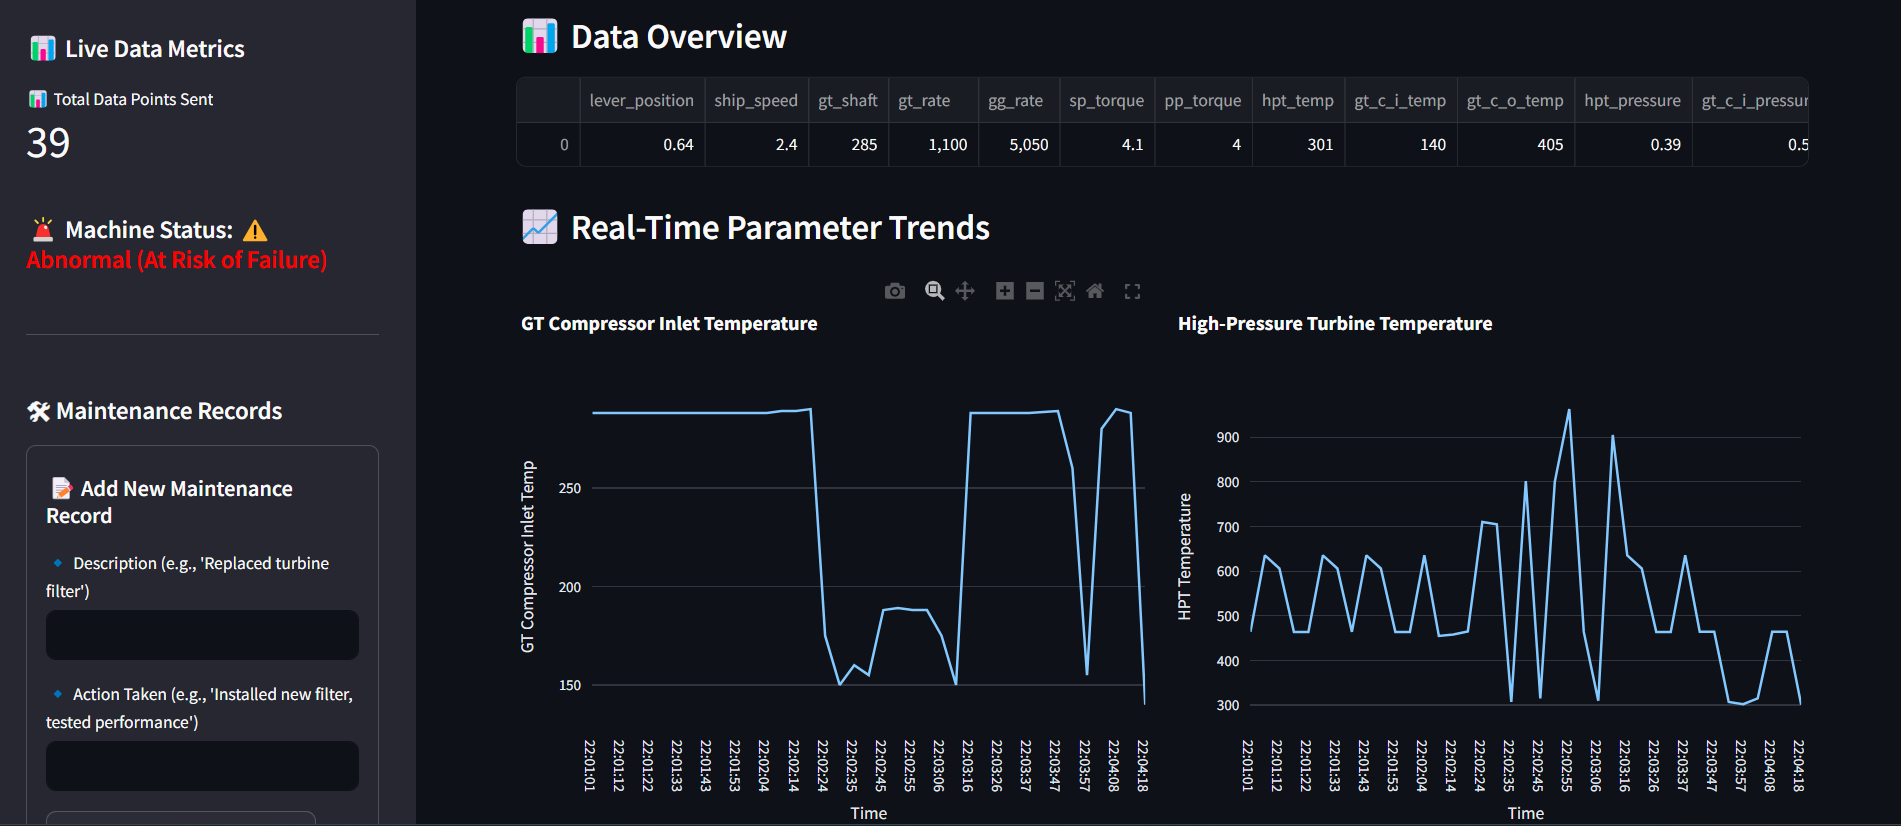 Live Data Metrics
Total Data Points Sent
39
Machine Status:
Abnormal (At Risk of Failure)
Maintenance Records
Add New Maintenance
Record
Description (e.g., 'Replaced turbine
filter')
Action Taken (e.g., 'Installed new filter,
tested performance')
Data Overview
lever_position ship_speed gt_shaft gt_rate gg_rate sp_torque pp_torque hpt_temp gt_c_i_temp gt_c_o_temp hpt_pressure gt_c_i_pressur
0 0.64 2.4 285 1,100 5,050 4.1 4 301 140 405 0.39 0.5
Real-Time Parameter Trends
GT Compressor Inlet Temperature
GT Compressor Inlet Temp
250
200
150
22:01:01 22:01:12 22:01:22 22:01:33 22:01:43 22:01:53 22:02:04 22:02:14 22:02:24 22:02:35 22:02:45 22:02:55 22:03:06 22:03:16 22:03:26 22:03:37 22:03:47 22:03:57 22:04:08 22:04:18
Time
High-Pressure Turbine Temperature
HPT Temperature
900
800
700
600
500
400
300
22:01:01 22:01:12 22:01:22 22:01:33 22:01:43 22:01:53 22:02:04 22:02:14 22:02:24 22:02:35 22:02:45 22:02:55 22:03:06 22:03:16 22:03:26 22:03:37 22:03:47 22:03:57 22:04:08 22:04:18
Time